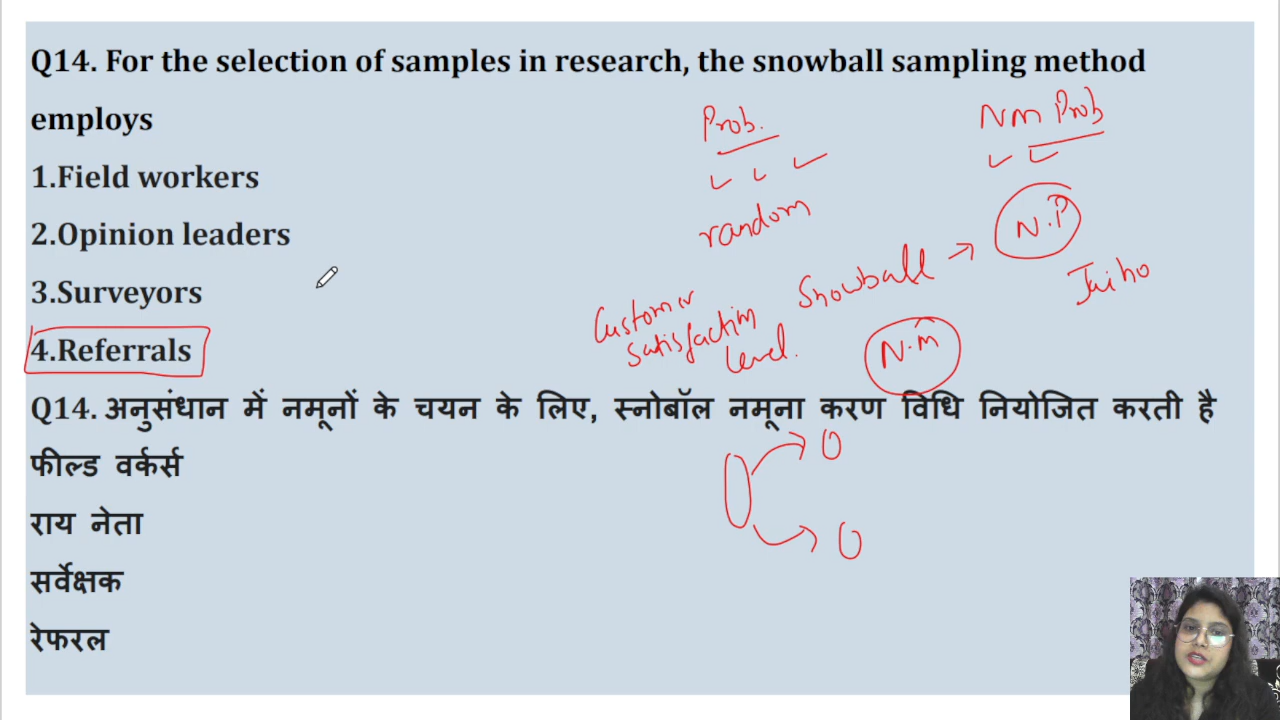 Q14. For the selection of samples in research, the snowball sampling method
employs
1.Field workers
2.Opinion leaders
3.Surveyors
4.Referrals
Q14. अनुसंधान में नमूनों के चयन के लिए, स्नोबॉल नमूना करण विधि नियोजित करती है
फील्ड वर्कर्स
राय नेता
सर्वेक्षक
रेफरल
Prob.
random
Prob
N.P
Snowball →
Customer
satisfaction
level.